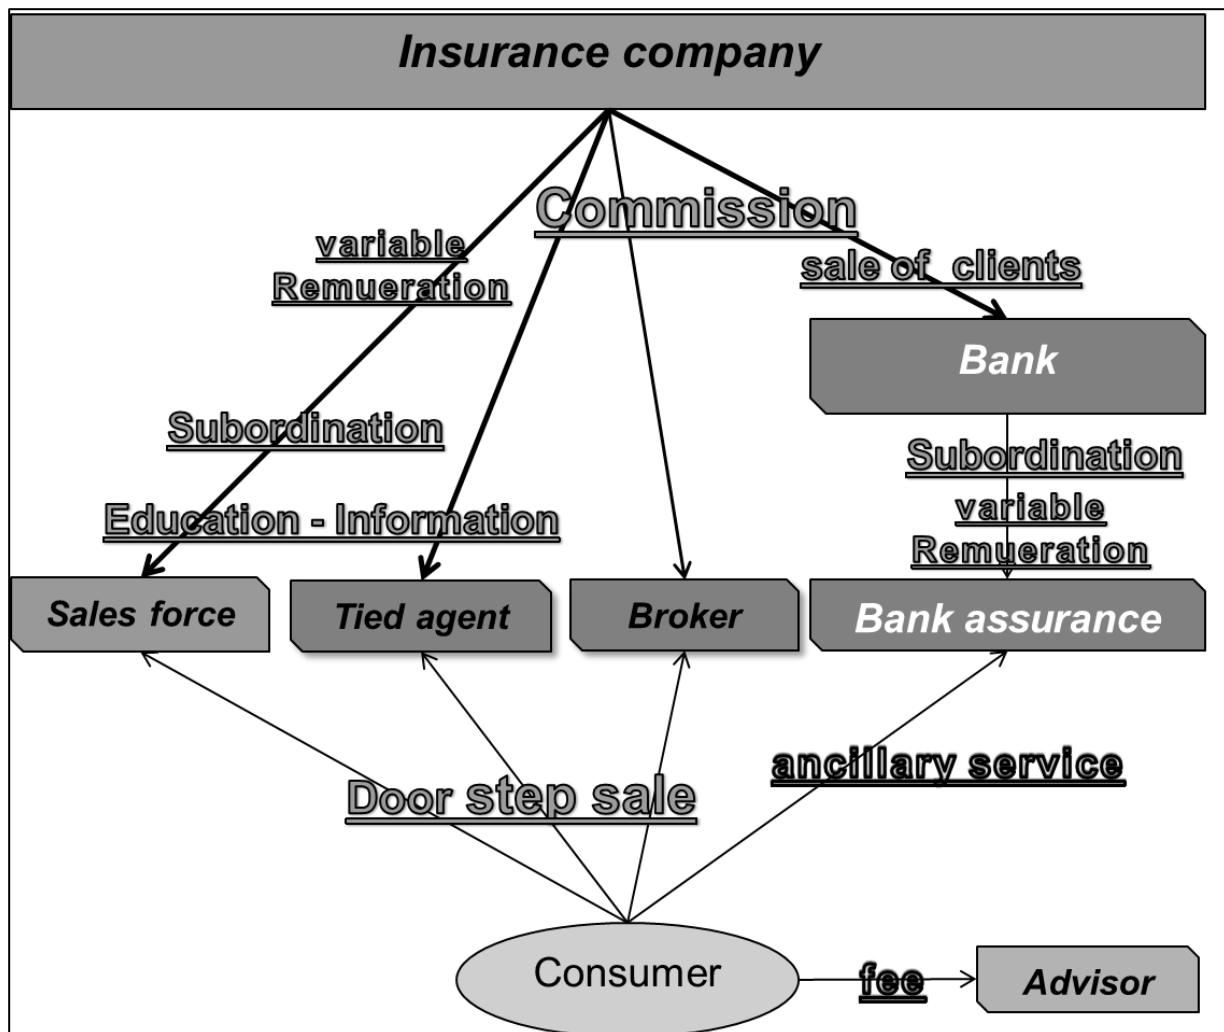 Insurance company
Commission
variable
Remueration
sale of clients
Bank
Subordination
Subordination
variable
Remueration
Education - Information
Sales force
Tied agent
Broker
Bank assurance
ancillary service
Door step sale
Consumer
fee
Advisor